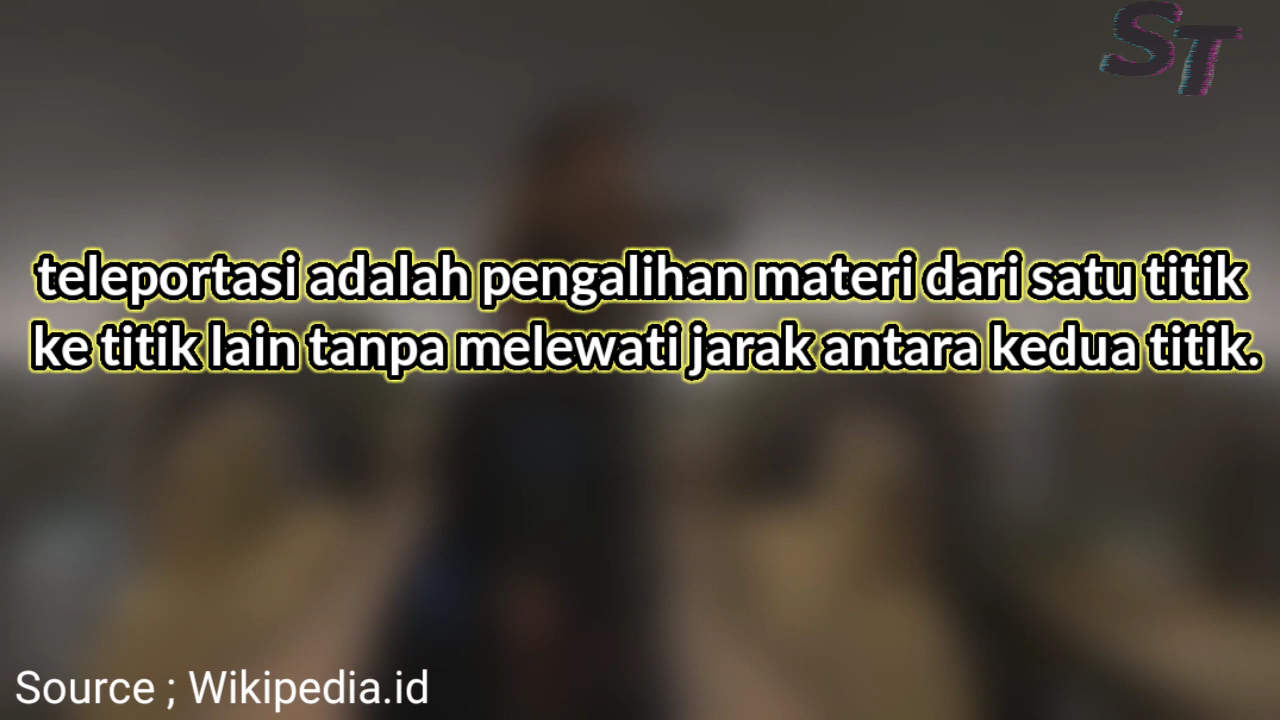 ST
teleportasi adalah pengalihan materi dari satu titik
ke titik lain tanpa melewati jarak antara kedua titik.
Source ; Wikipedia.id